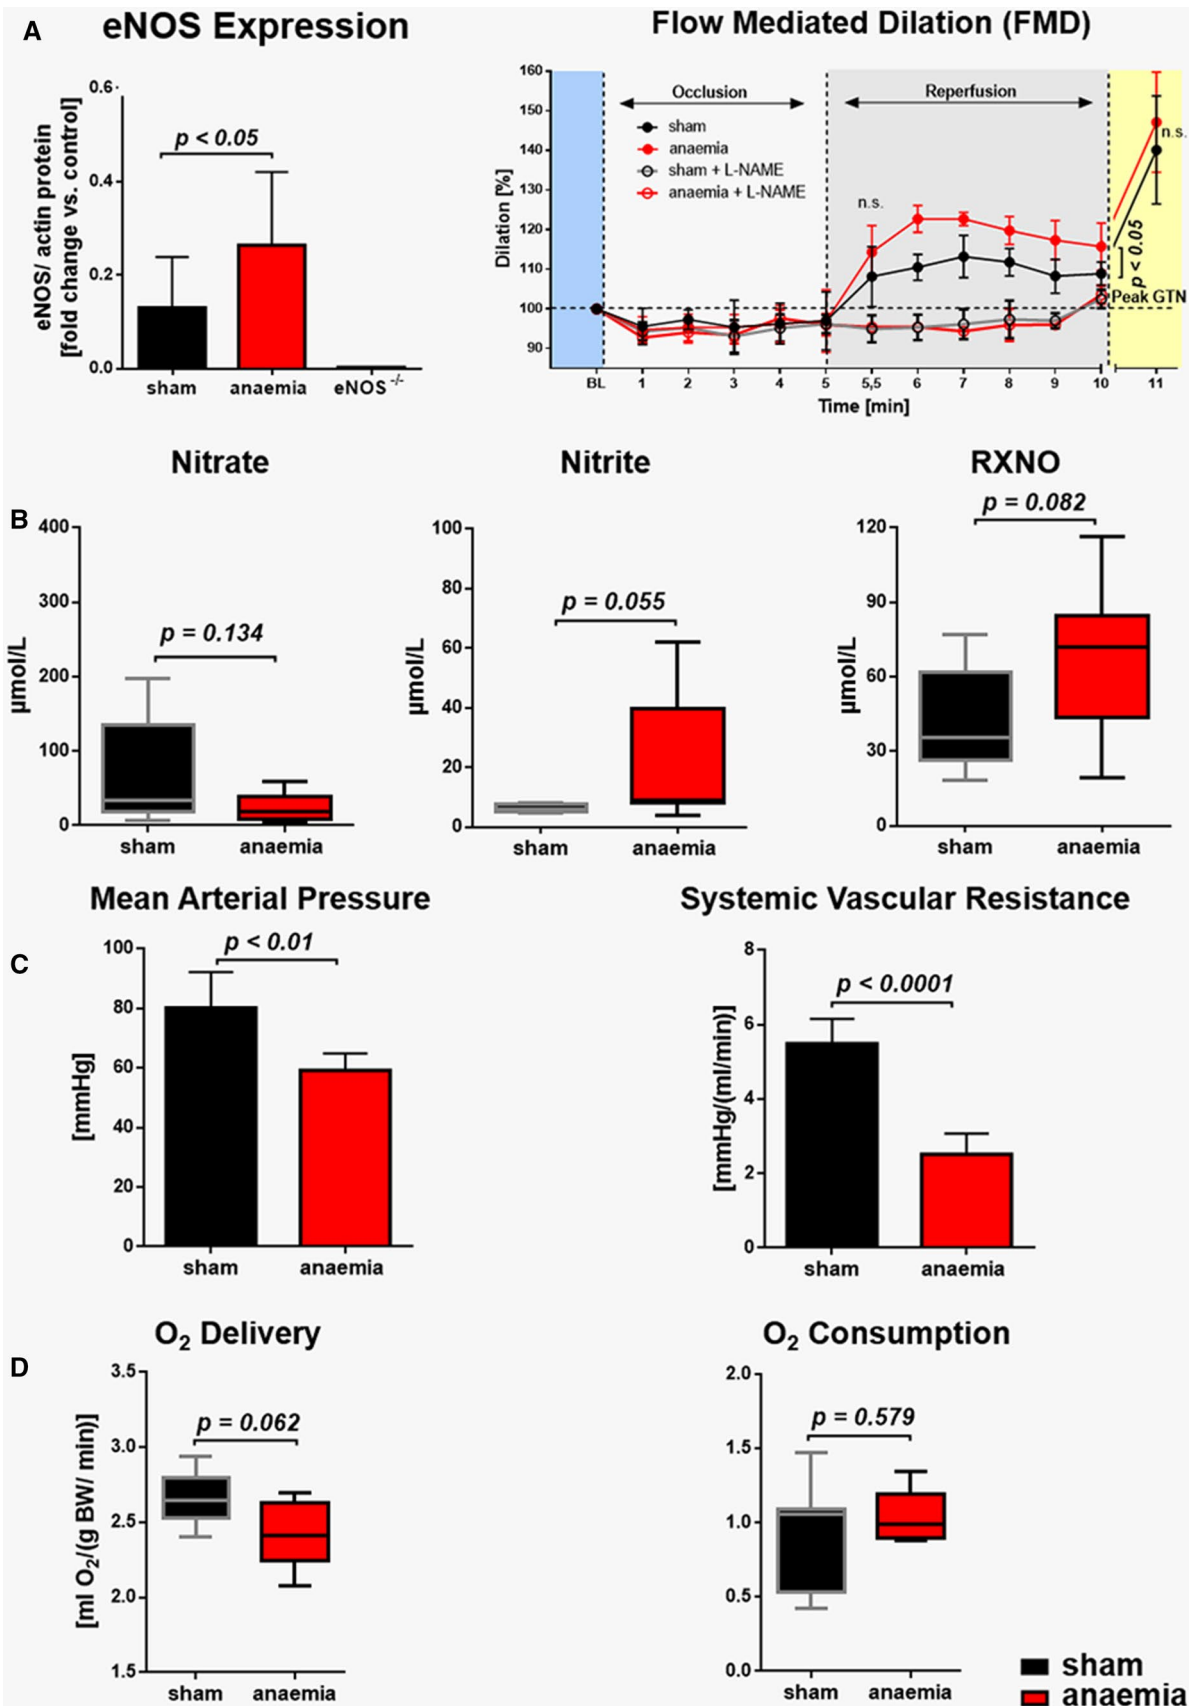 A
eNOS Expression
eNOS/ actin protein
[fold change vs. control]
0.6
0.4
0.2
0.0
p < 0.05
sham anaemia eNOS -/-
Flow Mediated Dilation (FMD)
Dilation [%]
160
150
140
130
120
110
100
90
Occlusion
Reperfusion
sham
anaemia
sham + L-NAME
anaemia + L-NAME
n.s.
n.s.
p < 0.05
Peak GTN
BL 1 2 3 4 5 5,5 6 7 8 9 10 11
Time [min]
B
Nitrate
µmol/L
400
300
200
100
0
p = 0.134
sham anaemia
Nitrite
µmol/L
100
80
60
40
20
0
p = 0.055
sham anaemia
RXNO
µmol/L
120
90
60
30
0
p = 0.082
sham anaemia
C
Mean Arterial Pressure
[mmHg]
100
80
60
40
20
0
p < 0.01
sham anaemia
Systemic Vascular Resistance
[mmHg/(ml/min)]
8
6
4
2
0
p < 0.0001
sham anaemia
D
O2 Delivery
[ml O2/(g BW/ min)]
3.5
3.0
2.5
2.0
1.5
p = 0.062
sham anaemia
O2 Consumption
2.0
1.5
1.0
0.5
0.0
p = 0.579
sham anaemia
sham
anaemia